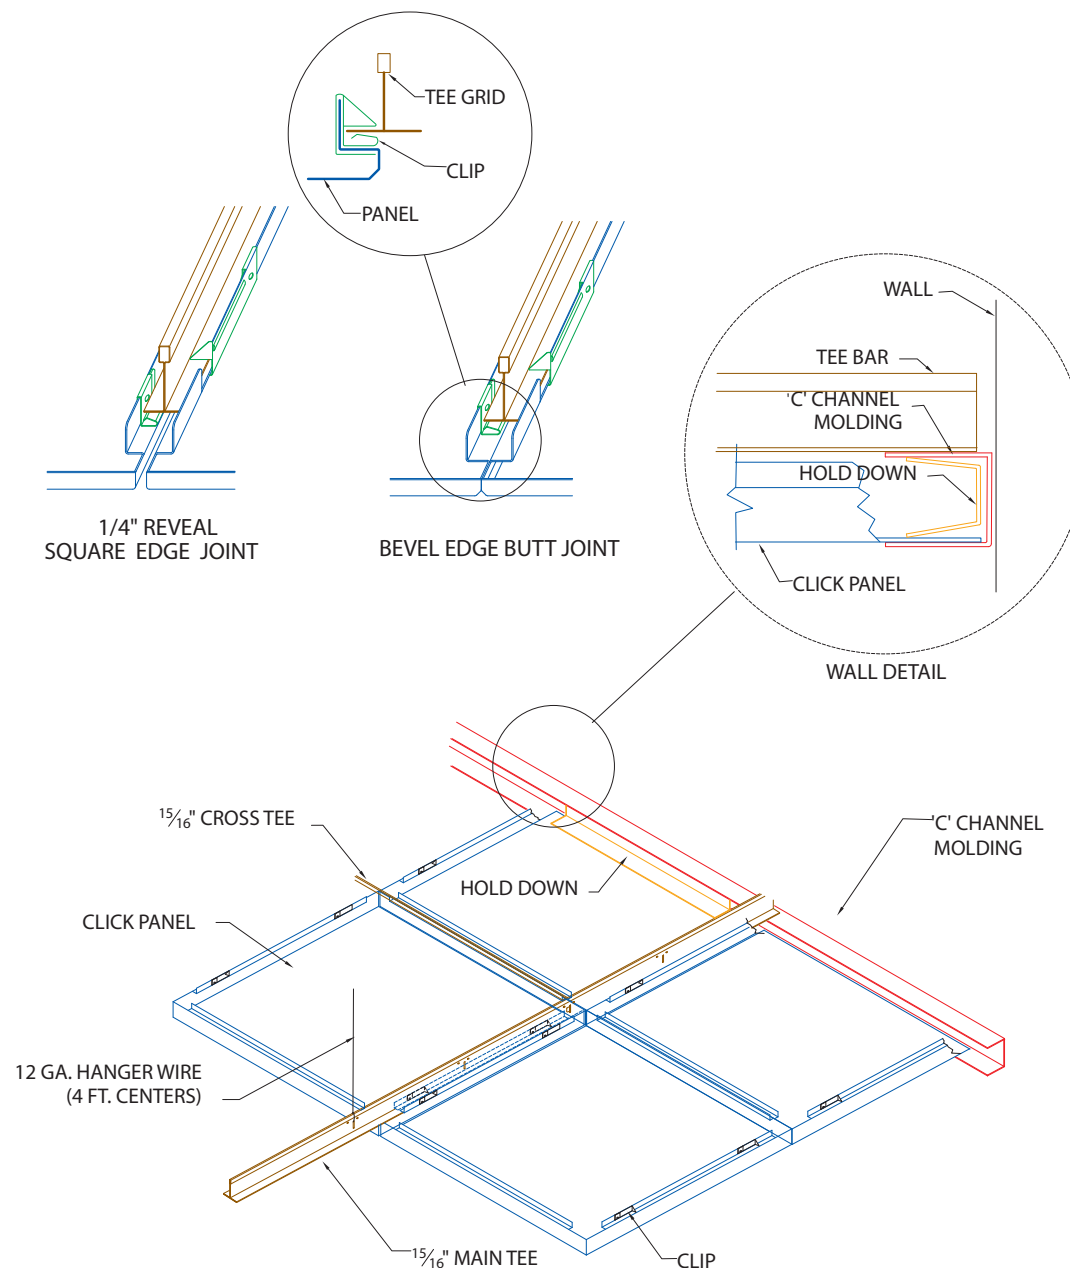 TEE GRID
CLIP
PANEL
WALL
TEE BAR
'C' CHANNEL
MOLDING
HOLD DOWN
CLICK PANEL
WALL DETAIL
1/4" REVEAL
SQUARE EDGE JOINT
BEVEL EDGE BUTT JOINT
15/16" CROSS TEE
'C' CHANNEL
MOLDING
HOLD DOWN
CLICK PANEL
12 GA. HANGER WIRE
(4 FT. CENTERS)
15/16" MAIN TEE
CLIP